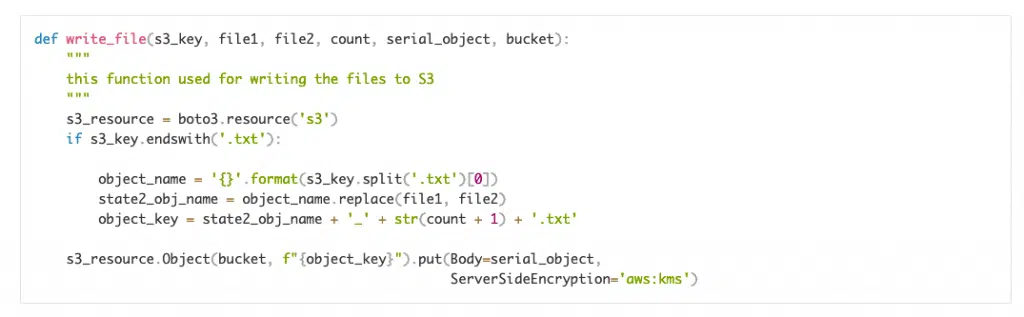 def write_file(s3_key, file1, file2, count, serial_object, bucket):
    """
    this function used for writing the files to S3
    """
    s3_resource = boto3.resource('s3')
    if s3_key.endswith('.txt'):

        object_name = '{}'.format(s3_key.split('.txt')[0])
        state2_obj_name = object_name.replace(file1, file2)
        object_key = state2_obj_name + '_' + str(count + 1) + '.txt'

    s3_resource.Object(bucket, f"{object_key}").put(Body=serial_object,
                                                    ServerSideEncryption='aws:kms')